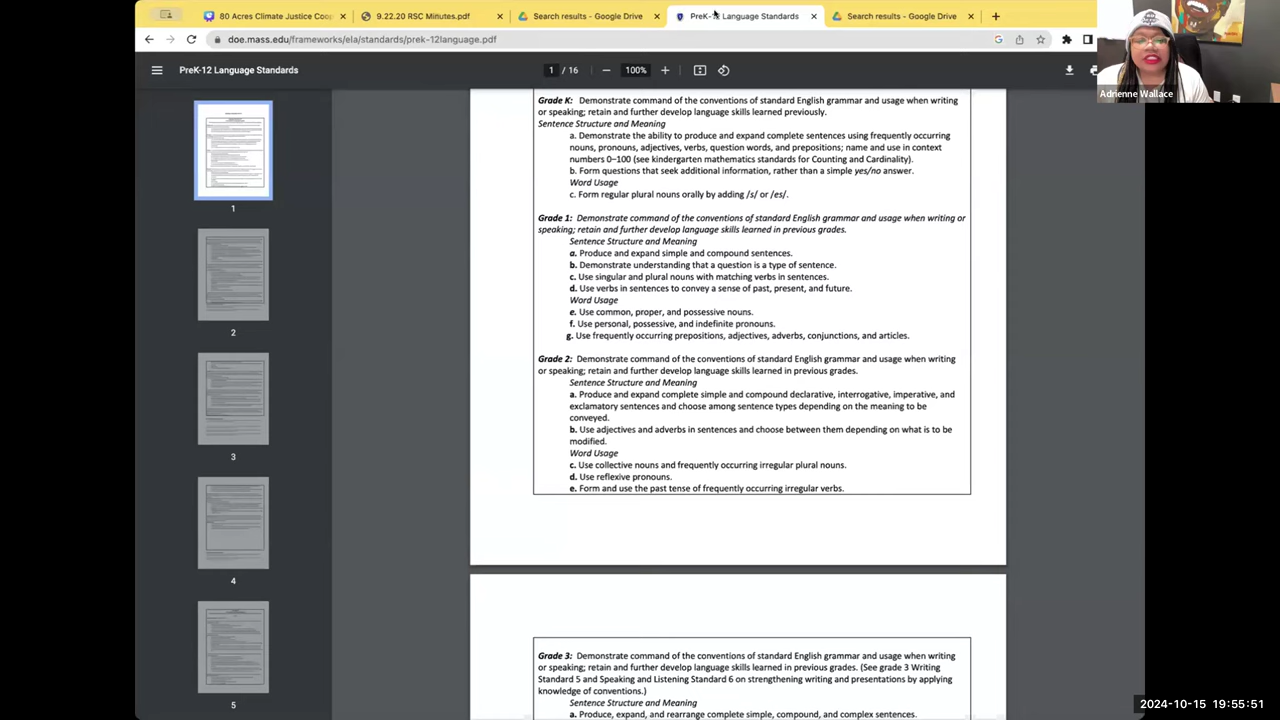 80 Acres Climate Justice Coop
9.22.20 RSC Minutes.pdf
Search results - Google Drive
PreK-12 Language Standards
Search results - Google Drive
doe.mass.edu/frameworks/ela/standards/prek-12language.pdf
PreK-12 Language Standards
1 / 16
100%
Adrienne Wallace
1
2
3
4
5
Grade K: Demonstrate command of the conventions of standard English grammar and usage when writing
or speaking; retain and further develop language skills learned previously.
Sentence Structure and Meaning
a. Demonstrate the ability to produce and expand complete sentences using frequently occurring
nouns, pronouns, adjectives, verbs, question words, and prepositions; name and use in context
numbers 0–100 (see kindergarten mathematics standards for Counting and Cardinality).
b. Form questions that seek additional information, rather than a simple yes/no answer.
Word Usage
c. Form regular plural nouns orally by adding /s/ or /es/.
Grade 1: Demonstrate command of the conventions of standard English grammar and usage when writing or
speaking; retain and further develop language skills learned in previous grades.
Sentence Structure and Meaning
a. Produce and expand simple and compound sentences.
b. Demonstrate understanding that a question is a type of sentence.
c. Use singular and plural nouns with matching verbs in sentences.
d. Use verbs in sentences to convey a sense of past, present, and future.
Word Usage
e. Use common, proper, and possessive nouns.
f. Use personal, possessive, and indefinite pronouns.
g. Use frequently occurring prepositions, adjectives, adverbs, conjunctions, and articles.
Grade 2: Demonstrate command of the conventions of standard English grammar and usage when writing
or speaking; retain and further develop language skills learned in previous grades.
Sentence Structure and Meaning
a. Produce and expand complete simple and compound declarative, interrogative, imperative, and
exclamatory sentences and choose among sentence types depending on the meaning to be
conveyed.
b. Use adjectives and adverbs in sentences and choose between them depending on what is to be
modified.
Word Usage
c. Use collective nouns and frequently occurring irregular plural nouns.
d. Use reflexive pronouns.
e. Form and use the past tense of frequently occurring irregular verbs.
Grade 3: Demonstrate command of the conventions of standard English grammar and usage when writing
or speaking; retain and further develop language skills learned in previous grades. (See grade 3 Writing
Standard 5 and Speaking and Listening Standard 6 on strengthening writing and presentations by applying
knowledge of conventions.)
Sentence Structure and Meaning
a. Produce, expand, and rearrange complete simple, compound, and complex sentences.
2024-10-15 19:55:51